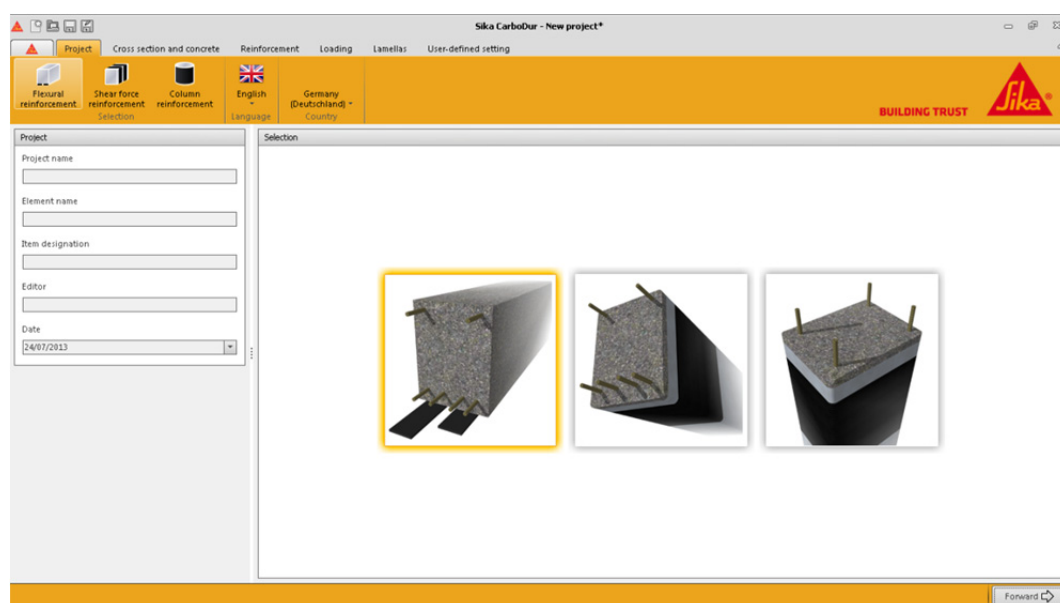 Sika CarboDur - New project*
Project
Cross section and concrete
Reinforcement
Loading
Lamellas
User-defined setting
Flexural
reinforcement
Shear force
reinforcement
Column
reinforcement
Selection
English
Language
Germany
(Deutschland)
Country
BUILDING TRUST
Sika®
Project
Project name
Element name
Item designation
Editor
Date
24/07/2013
Selection
Forward